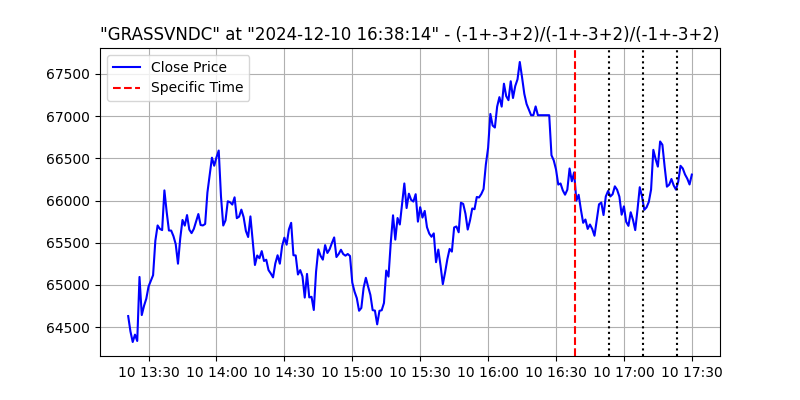 "GRASSVNDC" at "2024-12-10 16:38:14" - (-1+-3+2)/(-1+-3+2)/(-1+-3+2)
Close Price
Specific Time
67500
67000
66500
66000
65500
65000
64500
10 13:30 10 14:00 10 14:30 10 15:00 10 15:30 10 16:00 10 16:30 10 17:00 10 17:30